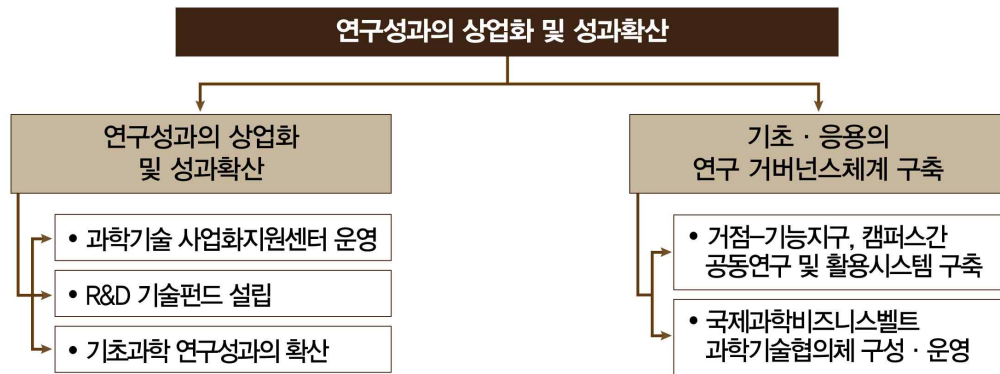 연구성과의 상업화 및 성과확산
연구성과의 상업화
및 성과확산
• 과학기술 사업화지원센터 운영
• R&D 기술펀드 설립
• 기초과학 연구성과의 확산
기초 · 응용의
연구 거버넌스체계 구축
• 거점–기능지구, 캠퍼스간
공동연구 및 활용시스템 구축
• 국제과학비즈니스벨트
과학기술협의체 구성 · 운영